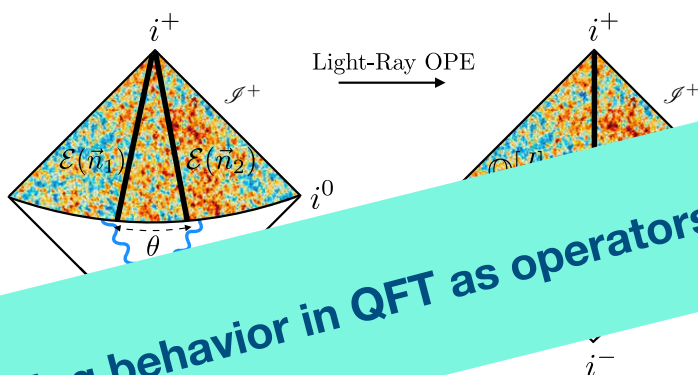 i⁺
Light-Ray OPE
i⁺
𝓘⁺
𝓘⁺
ℰ(n⃗₁)
ℰ(n⃗₂)
i⁰
θ
behavior in QFT as operators
i⁻